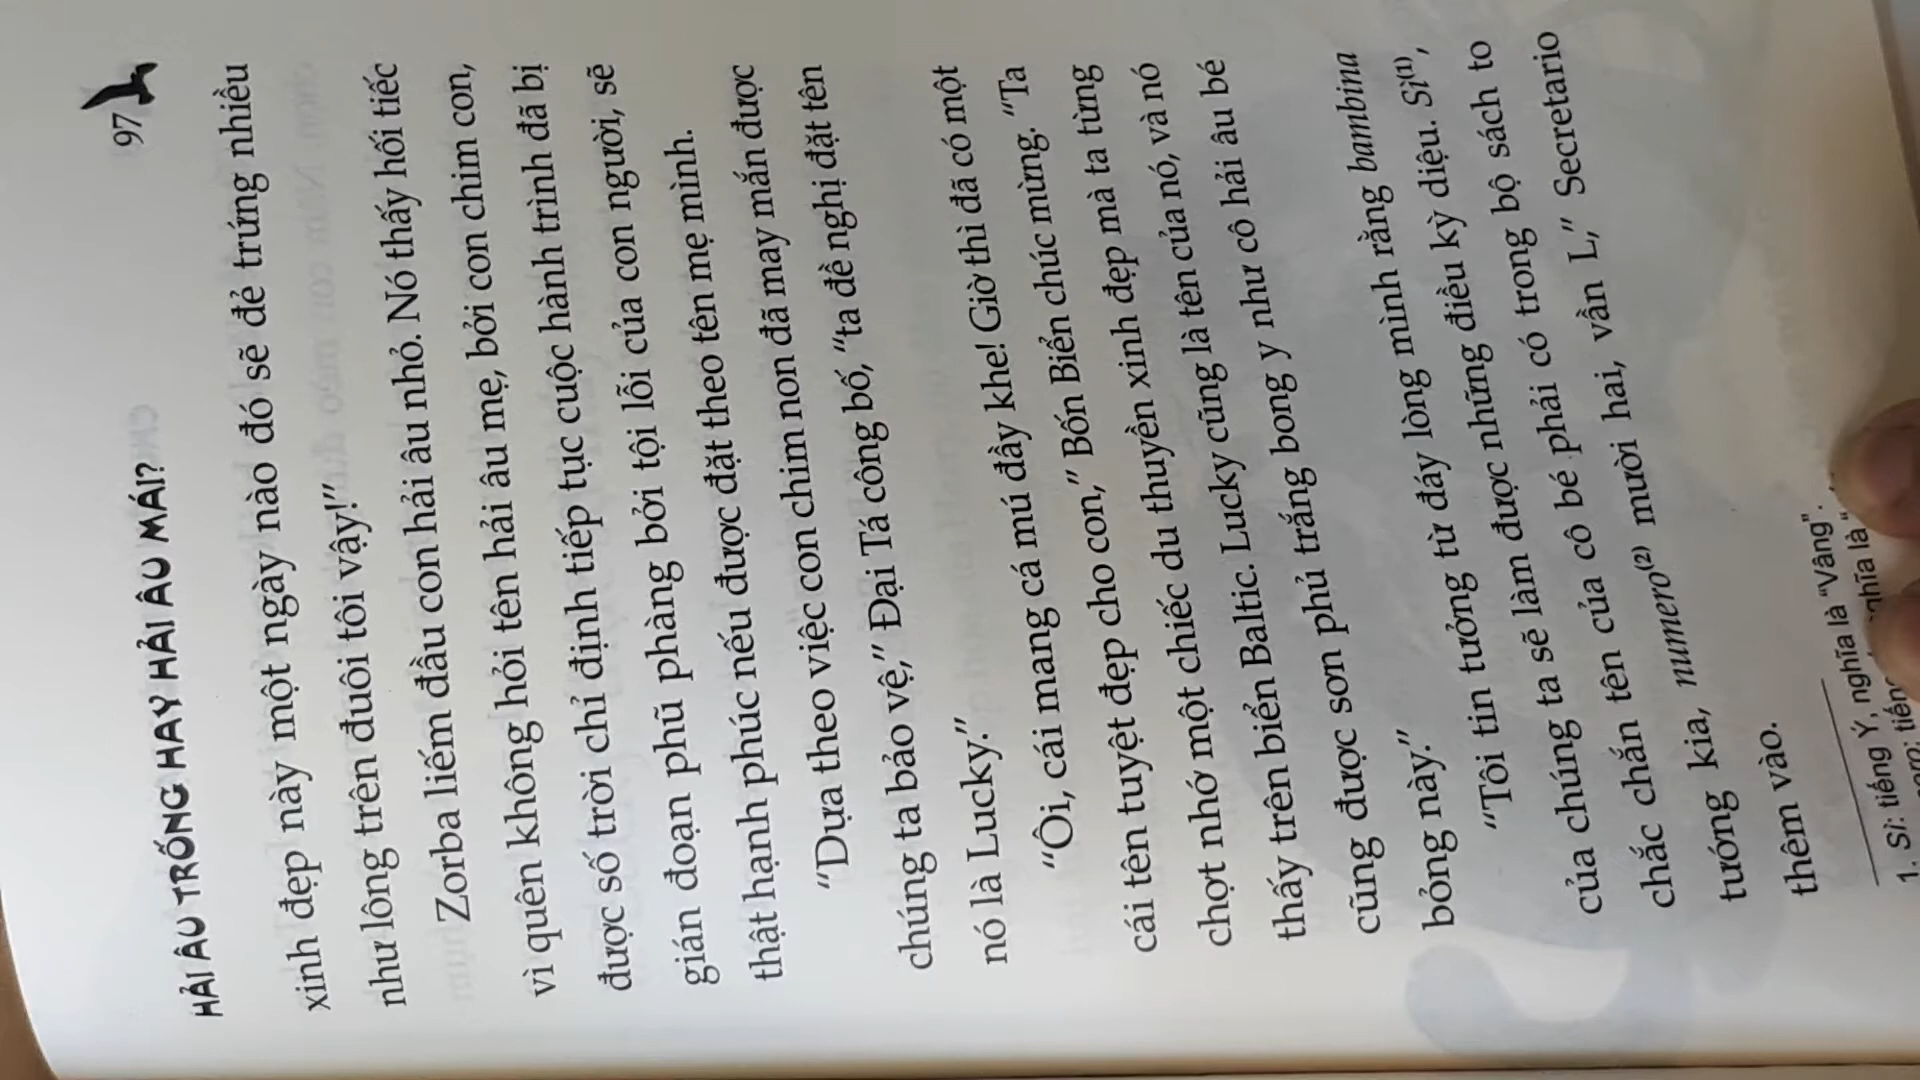 HẢI ÂU TRỐNG HAY HẢI ÂU MÁI? 97
xinh đẹp này một ngày nào đó sẽ đẻ trứng nhiều
như lông trên đuôi tôi vậy!”
Zorba liếm đầu con hải âu nhỏ. Nó thấy hối tiếc
vì quên không hỏi tên hải âu mẹ, bởi con chim con,
được số trời chỉ định tiếp tục cuộc hành trình đã bị
gián đoạn phũ phàng bởi tội lỗi của con người, sẽ
thật hạnh phúc nếu được đặt theo tên mẹ mình.
“Dựa theo việc con chim non đã may mắn được
chúng ta bảo vệ,” Đại Tá công bố, “ta đề nghị đặt tên
nó là Lucky.”
“Ôi, cái mang cá mú đầy khe! Giờ thì đã có một
cái tên tuyệt đẹp cho con,” Bốn Biển chúc mừng. “Ta
chợt nhớ một chiếc du thuyền xinh đẹp mà ta từng
thấy trên biển Baltic. Lucky cũng là tên của nó, và nó
cũng được sơn phủ trắng bong y như cô hải âu bé
bỏng này.”
“Tôi tin tưởng từ đáy lòng mình rằng bambina
của chúng ta sẽ làm được những điều kỳ diệu. Sì(1),
chắc chắn tên của cô bé phải có trong bộ sách to
tướng kia, numero(2) mười hai, vần L,” Secretario
thêm vào.
1. Sì: tiếng Ý, nghĩa là “Vâng”.
tiếng nghĩa là “